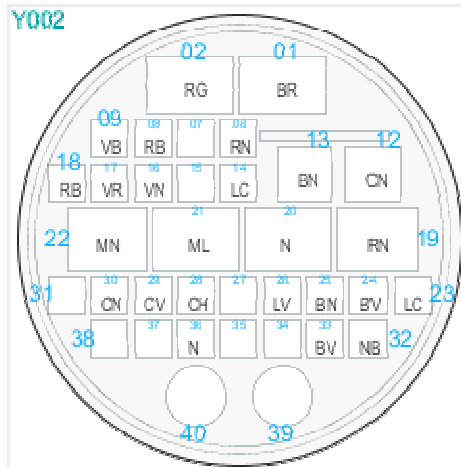 Y002
02 01
RG BR
09 08 07 06
VB RB RN
13 12
BN CN
18 17 16 15 14
RB VR VN LC
22 21 20 19
MN ML N RN
31 30 29 28 27 26 25 24 23
CN CV CH LV BN BV LC
38 37 36 35 34 33 32
N BV NB
40 39